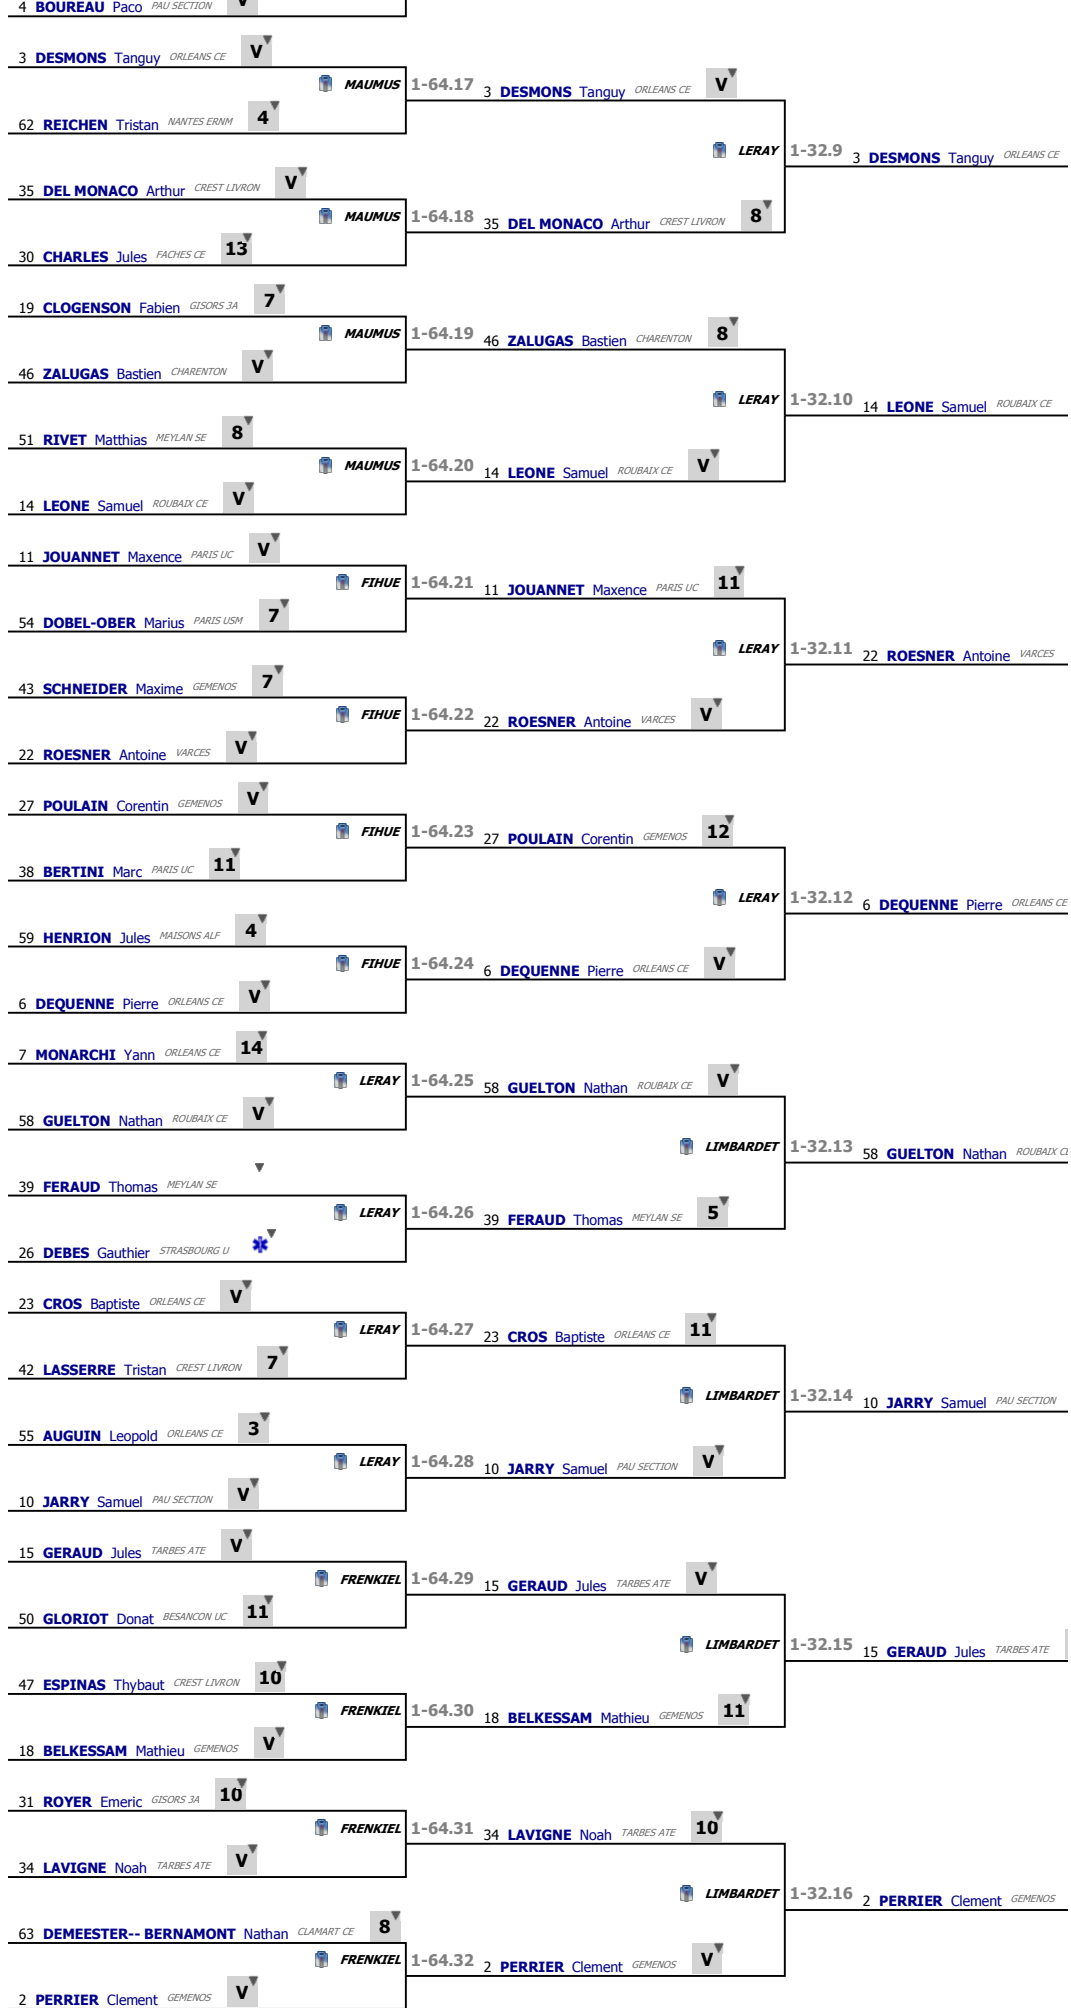 4 BOUREAU Paco PAU SECTION V
3 DESMONS Tanguy ORLEANS CE V
MAUMUS 1-64.17 3 DESMONS Tanguy ORLEANS CE V
62 REICHEN Tristan NANTES ERNM 4
LERAY 1-32.9 3 DESMONS Tanguy ORLEANS CE
35 DEL MONACO Arthur CREST LIVRON V
MAUMUS 1-64.18 35 DEL MONACO Arthur CREST LIVRON 8
30 CHARLES Jules FACHES CE 13
19 CLOGENSON Fabien GISORS 3A 7
MAUMUS 1-64.19 46 ZALUGAS Bastien CHARENTON 8
46 ZALUGAS Bastien CHARENTON V
LERAY 1-32.10 14 LEONE Samuel ROUBAIX CE
51 RIVET Matthias MEYLAN SE 8
MAUMUS 1-64.20 14 LEONE Samuel ROUBAIX CE V
14 LEONE Samuel ROUBAIX CE V
11 JOUANNET Maxence PARIS UC V
FIHUE 1-64.21 11 JOUANNET Maxence PARIS UC 11
54 DOBEL-OBER Marius PARIS USM 7
LERAY 1-32.11 22 ROESNER Antoine VARCES
43 SCHNEIDER Maxime GEMENOS 7
FIHUE 1-64.22 22 ROESNER Antoine VARCES V
22 ROESNER Antoine VARCES V
27 POULAIN Corentin GEMENOS V
FIHUE 1-64.23 27 POULAIN Corentin GEMENOS 12
38 BERTINI Marc PARIS UC 11
LERAY 1-32.12 6 DEQUENNE Pierre ORLEANS CE
59 HENRION Jules MAISONS ALF 4
FIHUE 1-64.24 6 DEQUENNE Pierre ORLEANS CE V
6 DEQUENNE Pierre ORLEANS CE V
7 MONARCHI Yann ORLEANS CE 14
LERAY 1-64.25 58 GUELTON Nathan ROUBAIX CE V
58 GUELTON Nathan ROUBAIX CE V
LIMBARDET 1-32.13 58 GUELTON Nathan ROUBAIX CE
39 FERAUD Thomas MEYLAN SE
LERAY 1-64.26 39 FERAUD Thomas MEYLAN SE 5
26 DEBES Gauthier STRASBOURG U
23 CROS Baptiste ORLEANS CE V
LERAY 1-64.27 23 CROS Baptiste ORLEANS CE 11
42 LASSERRE Tristan CREST LIVRON 7
LIMBARDET 1-32.14 10 JARRY Samuel PAU SECTION
55 AUGUIN Leopold ORLEANS CE 3
LERAY 1-64.28 10 JARRY Samuel PAU SECTION V
10 JARRY Samuel PAU SECTION V
15 GERAUD Jules TARBES ATE V
FRENKIEL 1-64.29 15 GERAUD Jules TARBES ATE V
50 GLORIOT Donat BESANCON UC 11
LIMBARDET 1-32.15 15 GERAUD Jules TARBES ATE
47 ESPINAS Thybaut CREST LIVRON 10
FRENKIEL 1-64.30 18 BELKESSAM Mathieu GEMENOS 11
18 BELKESSAM Mathieu GEMENOS V
31 ROYER Emeric GISORS 3A 10
FRENKIEL 1-64.31 34 LAVIGNE Noah TARBES ATE 10
34 LAVIGNE Noah TARBES ATE V
LIMBARDET 1-32.16 2 PERRIER Clement GEMENOS
63 DEMEESTER-- BERNAMONT Nathan CLAMART CE 8
FRENKIEL 1-64.32 2 PERRIER Clement GEMENOS V
2 PERRIER Clement GEMENOS V